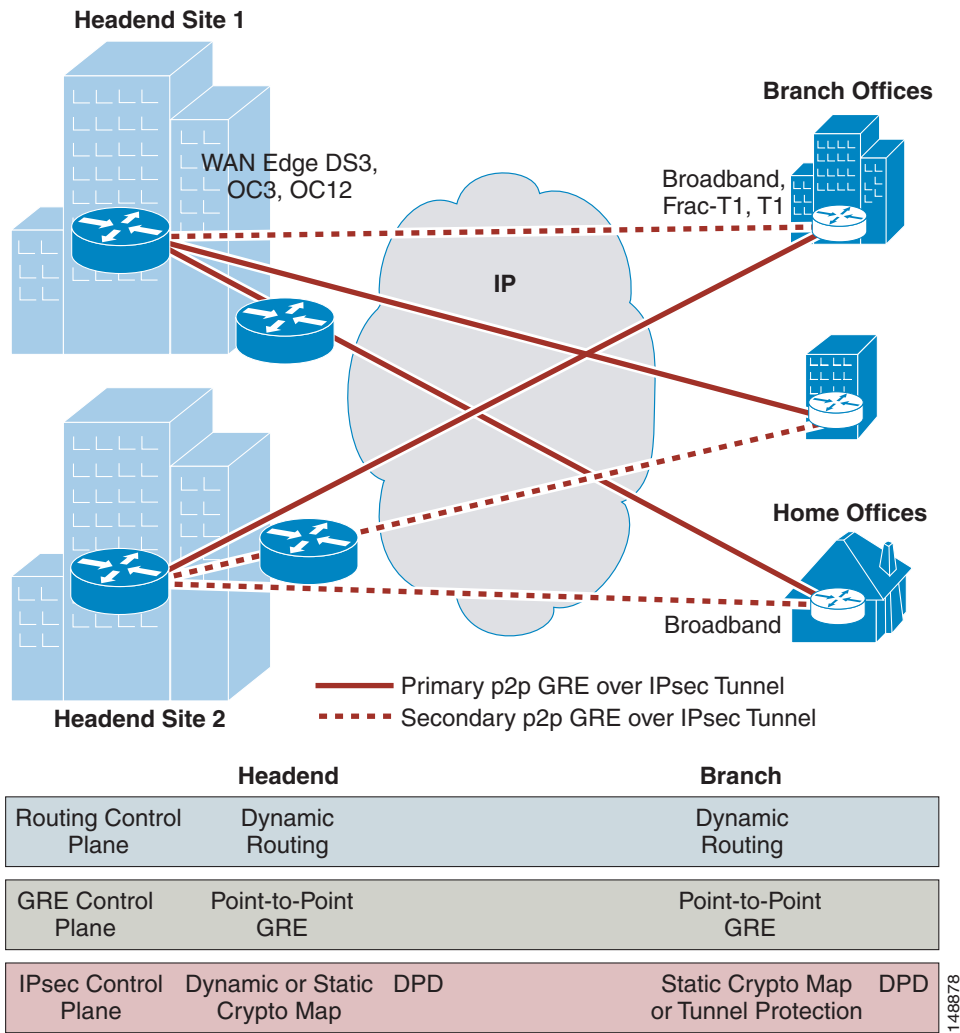 Headend Site 1
Branch Offices
WAN Edge DS3,
OC3, OC12
Broadband,
Frac-T1, T1
IP
Home Offices
Broadband
Primary p2p GRE over IPsec Tunnel
Secondary p2p GRE over IPsec Tunnel
Headend Site 2
Headend
Branch
Routing Control
Plane
Dynamic
Routing
Dynamic
Routing
GRE Control
Plane
Point-to-Point
GRE
Point-to-Point
GRE
IPsec Control
Plane
Dynamic or Static
Crypto Map
DPD
Static Crypto Map
or Tunnel Protection
DPD
148878